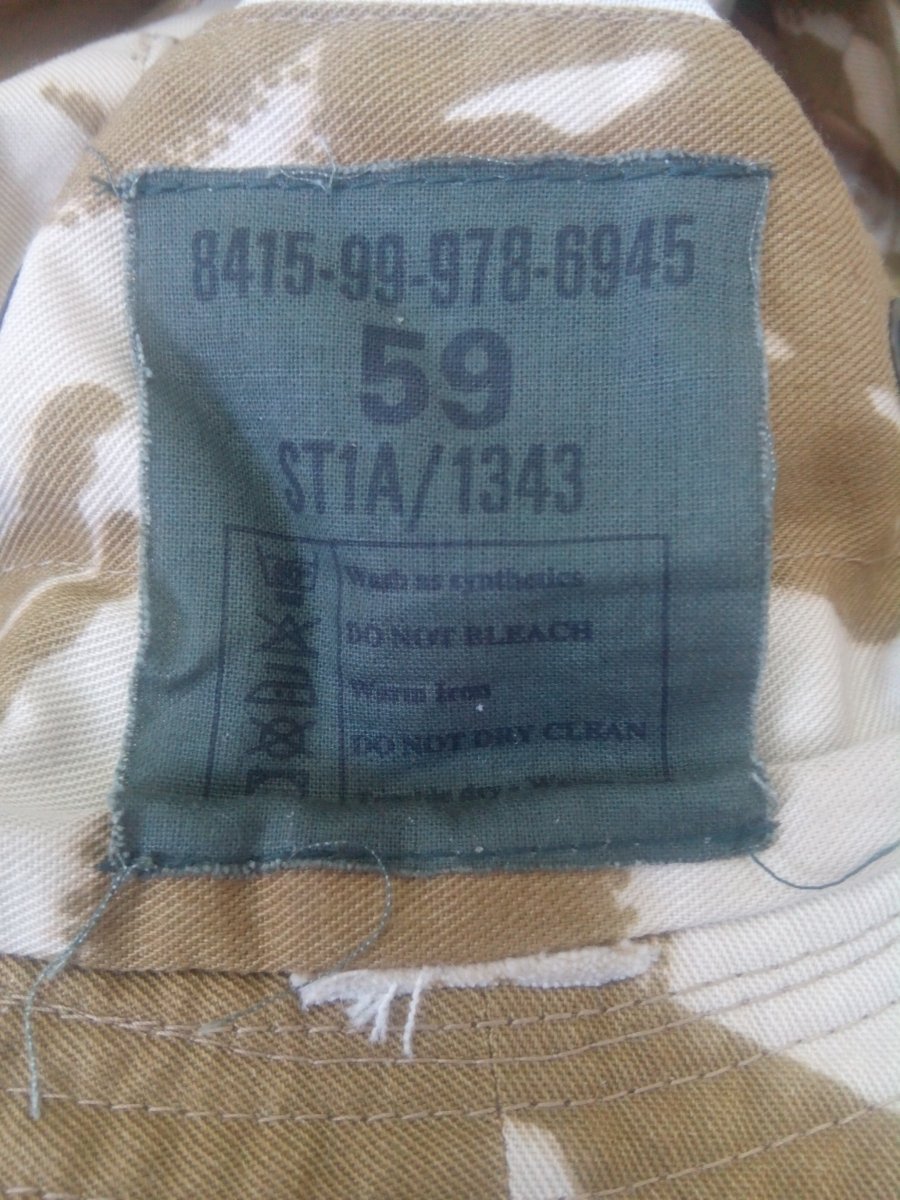 8415-99-978-6945
59
ST1A/1343
Wash as synthetics
DO NOT BLEACH
Warm iron
DO NOT DRY CLEAN
dry -